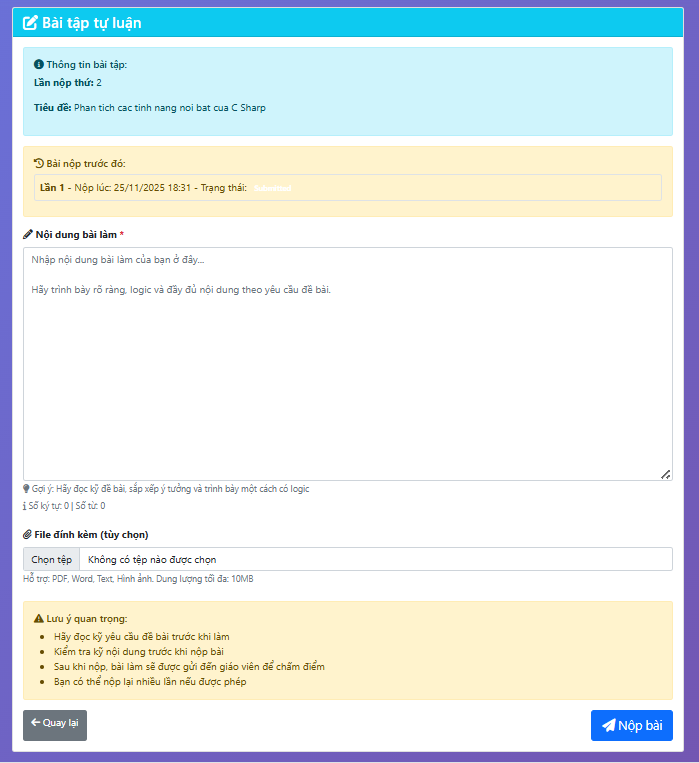 Bài tập tự luận
Thông tin bài tập:
Lần nộp thứ: 2
Tiêu đề: Phan tich cac tinh nang noi bat cua C Sharp
Bài nộp trước đó:
Lần 1 - Nộp lúc: 25/11/2025 18:31 - Trạng thái: Submitted
Nội dung bài làm *
Nhập nội dung bài làm của bạn ở đây...
Hãy trình bày rõ ràng, logic và đầy đủ nội dung theo yêu cầu đề bài.
Gợi ý: Hãy đọc kỹ đề bài, sắp xếp ý tưởng và trình bày một cách có logic
Số ký tự: 0 | Số từ: 0
File đính kèm (tùy chọn)
Chọn tệp Không có tệp nào được chọn
Hỗ trợ: PDF, Word, Text, Hình ảnh. Dung lượng tối đa: 10MB
Lưu ý quan trọng:
Hãy đọc kỹ yêu cầu đề bài trước khi làm
Kiểm tra kỹ nội dung trước khi nộp bài
Sau khi nộp, bài làm sẽ được gửi đến giáo viên để chấm điểm
Bạn có thể nộp lại nhiều lần nếu được phép
Quay lại
Nộp bài